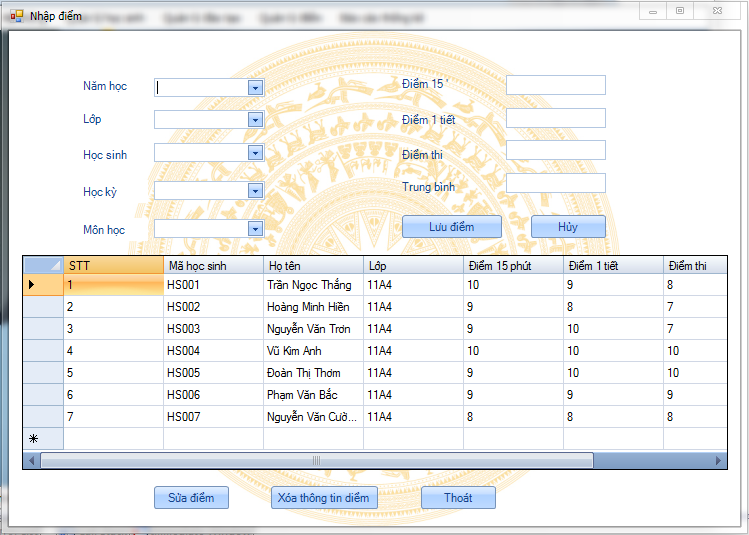 Nhập điểm
Năm học
Điểm 15 '
Lớp
Điểm 1 tiết
Học sinh
Điểm thi
Học kỳ
Trung bình
Môn học
Lưu điểm Hủy
STT Mã học sinh Họ tên Lớp Điểm 15 phút Điểm 1 tiết Điểm thi
1 HS001 Trần Ngọc Thắng 11A4 10 9 8
2 HS002 Hoàng Minh Hiền 11A4 9 8 7
3 HS003 Nguyễn Văn Trơn 11A4 9 10 7
4 HS004 Vũ Kim Anh 11A4 10 10 10
5 HS005 Đoàn Thị Thơm 11A4 9 10 10
6 HS006 Phạm Văn Bắc 11A4 9 9 9
7 HS007 Nguyễn Văn Cườ... 11A4 8 8 8
Sửa điểm Xóa thông tin điểm Thoát